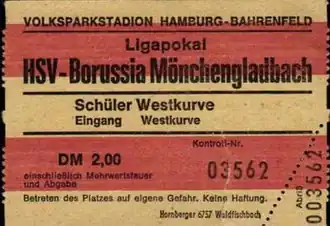 VOLKSPARKSTADION HAMBURG-BAHRENFELD
Ligapokal
HSV-Borussia Mönchengladbach
Schüler Westkurve
Eingang Westkurve
Kontroll-Nr.
DM 2,00
03562
einschließlich Mehrwertsteuer
und Abgabe
Betreten des Platzes auf eigene Gefahr. Keine Haftung.
Hornberger 6757 Waldfischbach
Abriß
03562